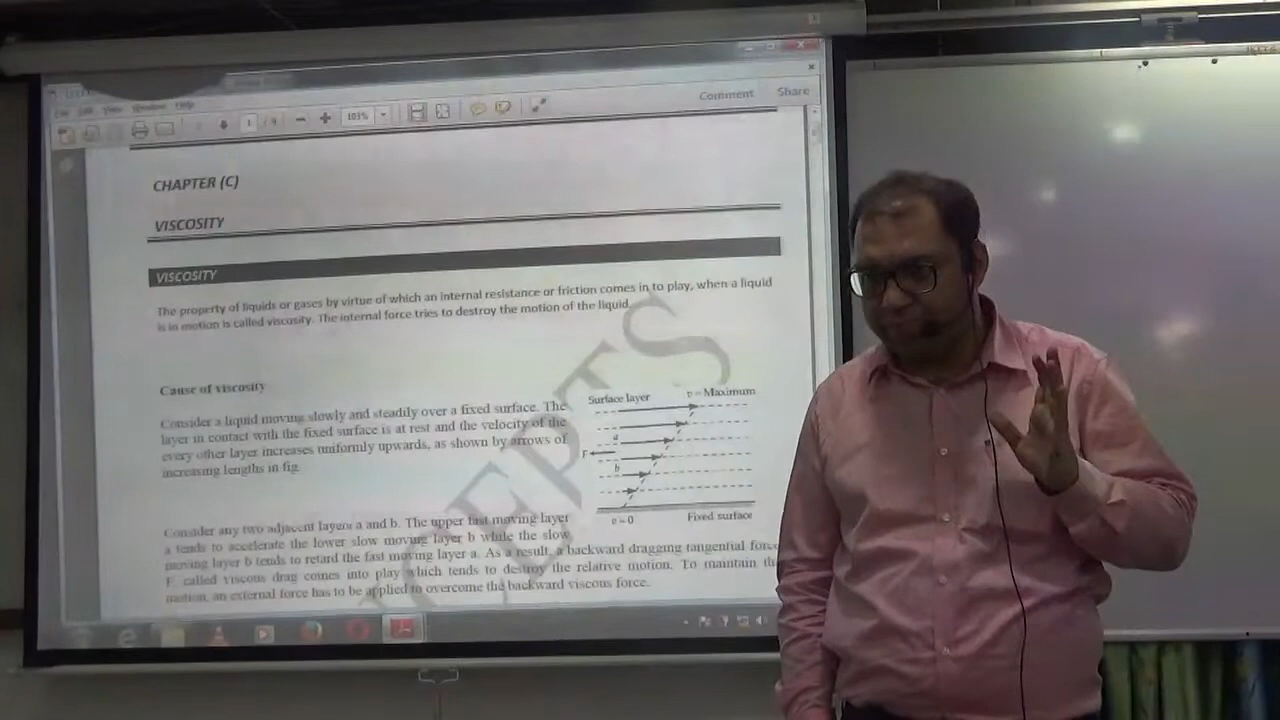 Comment Share
Window Help
1 / 9 103%
CHAPTER (C)
VISCOSITY
VISCOSITY
The property of liquids or gases by virtue of which an internal resistance or friction comes in to play, when a liquid
is in motion is called viscosity. The internal force tries to destroy the motion of the liquid.
Cause of viscosity
Consider a liquid moving slowly and steadily over a fixed surface. The
layer in contact with the fixed surface is at rest and the velocity of the
every other layer increases uniformly upwards, as shown by arrows of
increasing lengths in fig.
Surface layer v = Maximum
a
F
b
v = 0 Fixed surface
Consider any two adjacent layers a and b. The upper fast moving layer
a tends to accelerate the lower slow moving layer b while the slow
moving layer b tends to retard the fast moving layer a. As a result, a backward dragging tangential force
F, called viscous drag comes into play which tends to destroy the relative motion. To maintain the
motion, an external force has to be applied to overcome the backward viscous force.
NCEPTS